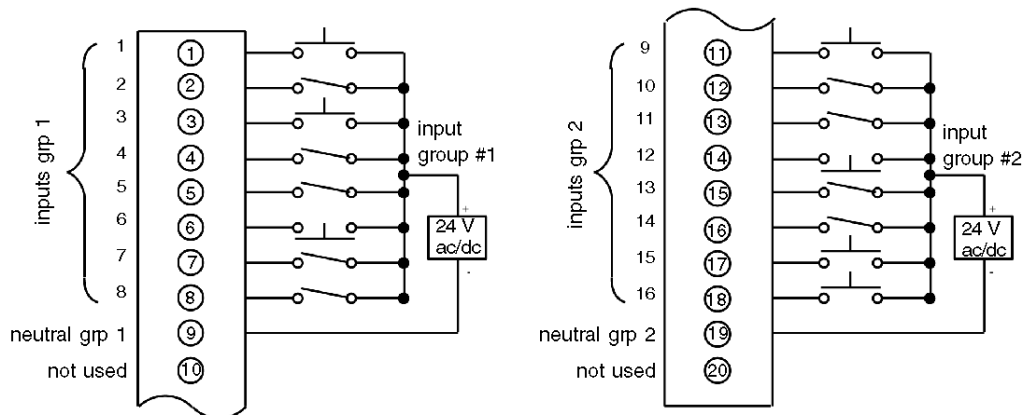 inputs grp 1
1 ①
2 ②
3 ③
4 ④
5 ⑤
6 ⑥
7 ⑦
8 ⑧
neutral grp 1 ⑨
not used ⑩
input
group #1
+
24 V
ac/dc
-
inputs grp 2
9 ⑪
10 ⑫
11 ⑬
12 ⑭
13 ⑮
14 ⑯
15 ⑰
16 ⑱
neutral grp 2 ⑲
not used ⑳
input
group #2
+
24 V
ac/dc
-